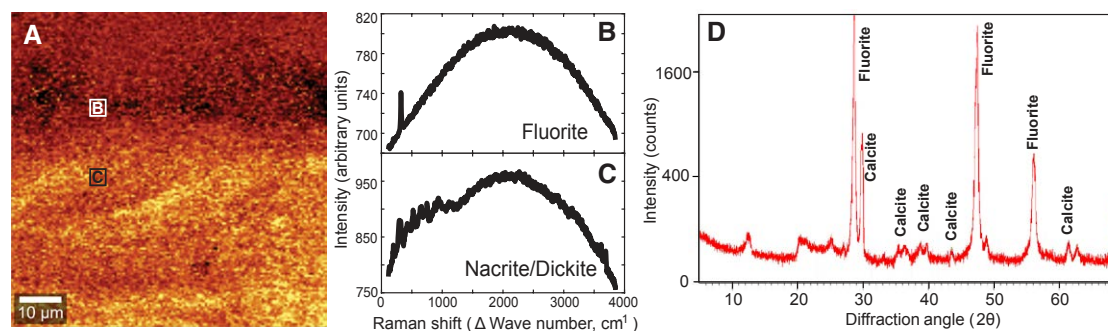 A
B
C
10 µm
B
Intensity (arbitrary units)
820
780
740
700
Fluorite
C
950
850
750
Nacrite/Dickite
0 1000 2000 3000 4000
Raman shift (Δ Wave number, cm¹)
D
Intensity (counts)
1600
400
0
Fluorite
Calcite
Calcite
Calcite
Calcite
Fluorite
Fluorite
Calcite
10 20 30 40 50 60
Diffraction angle (2θ)